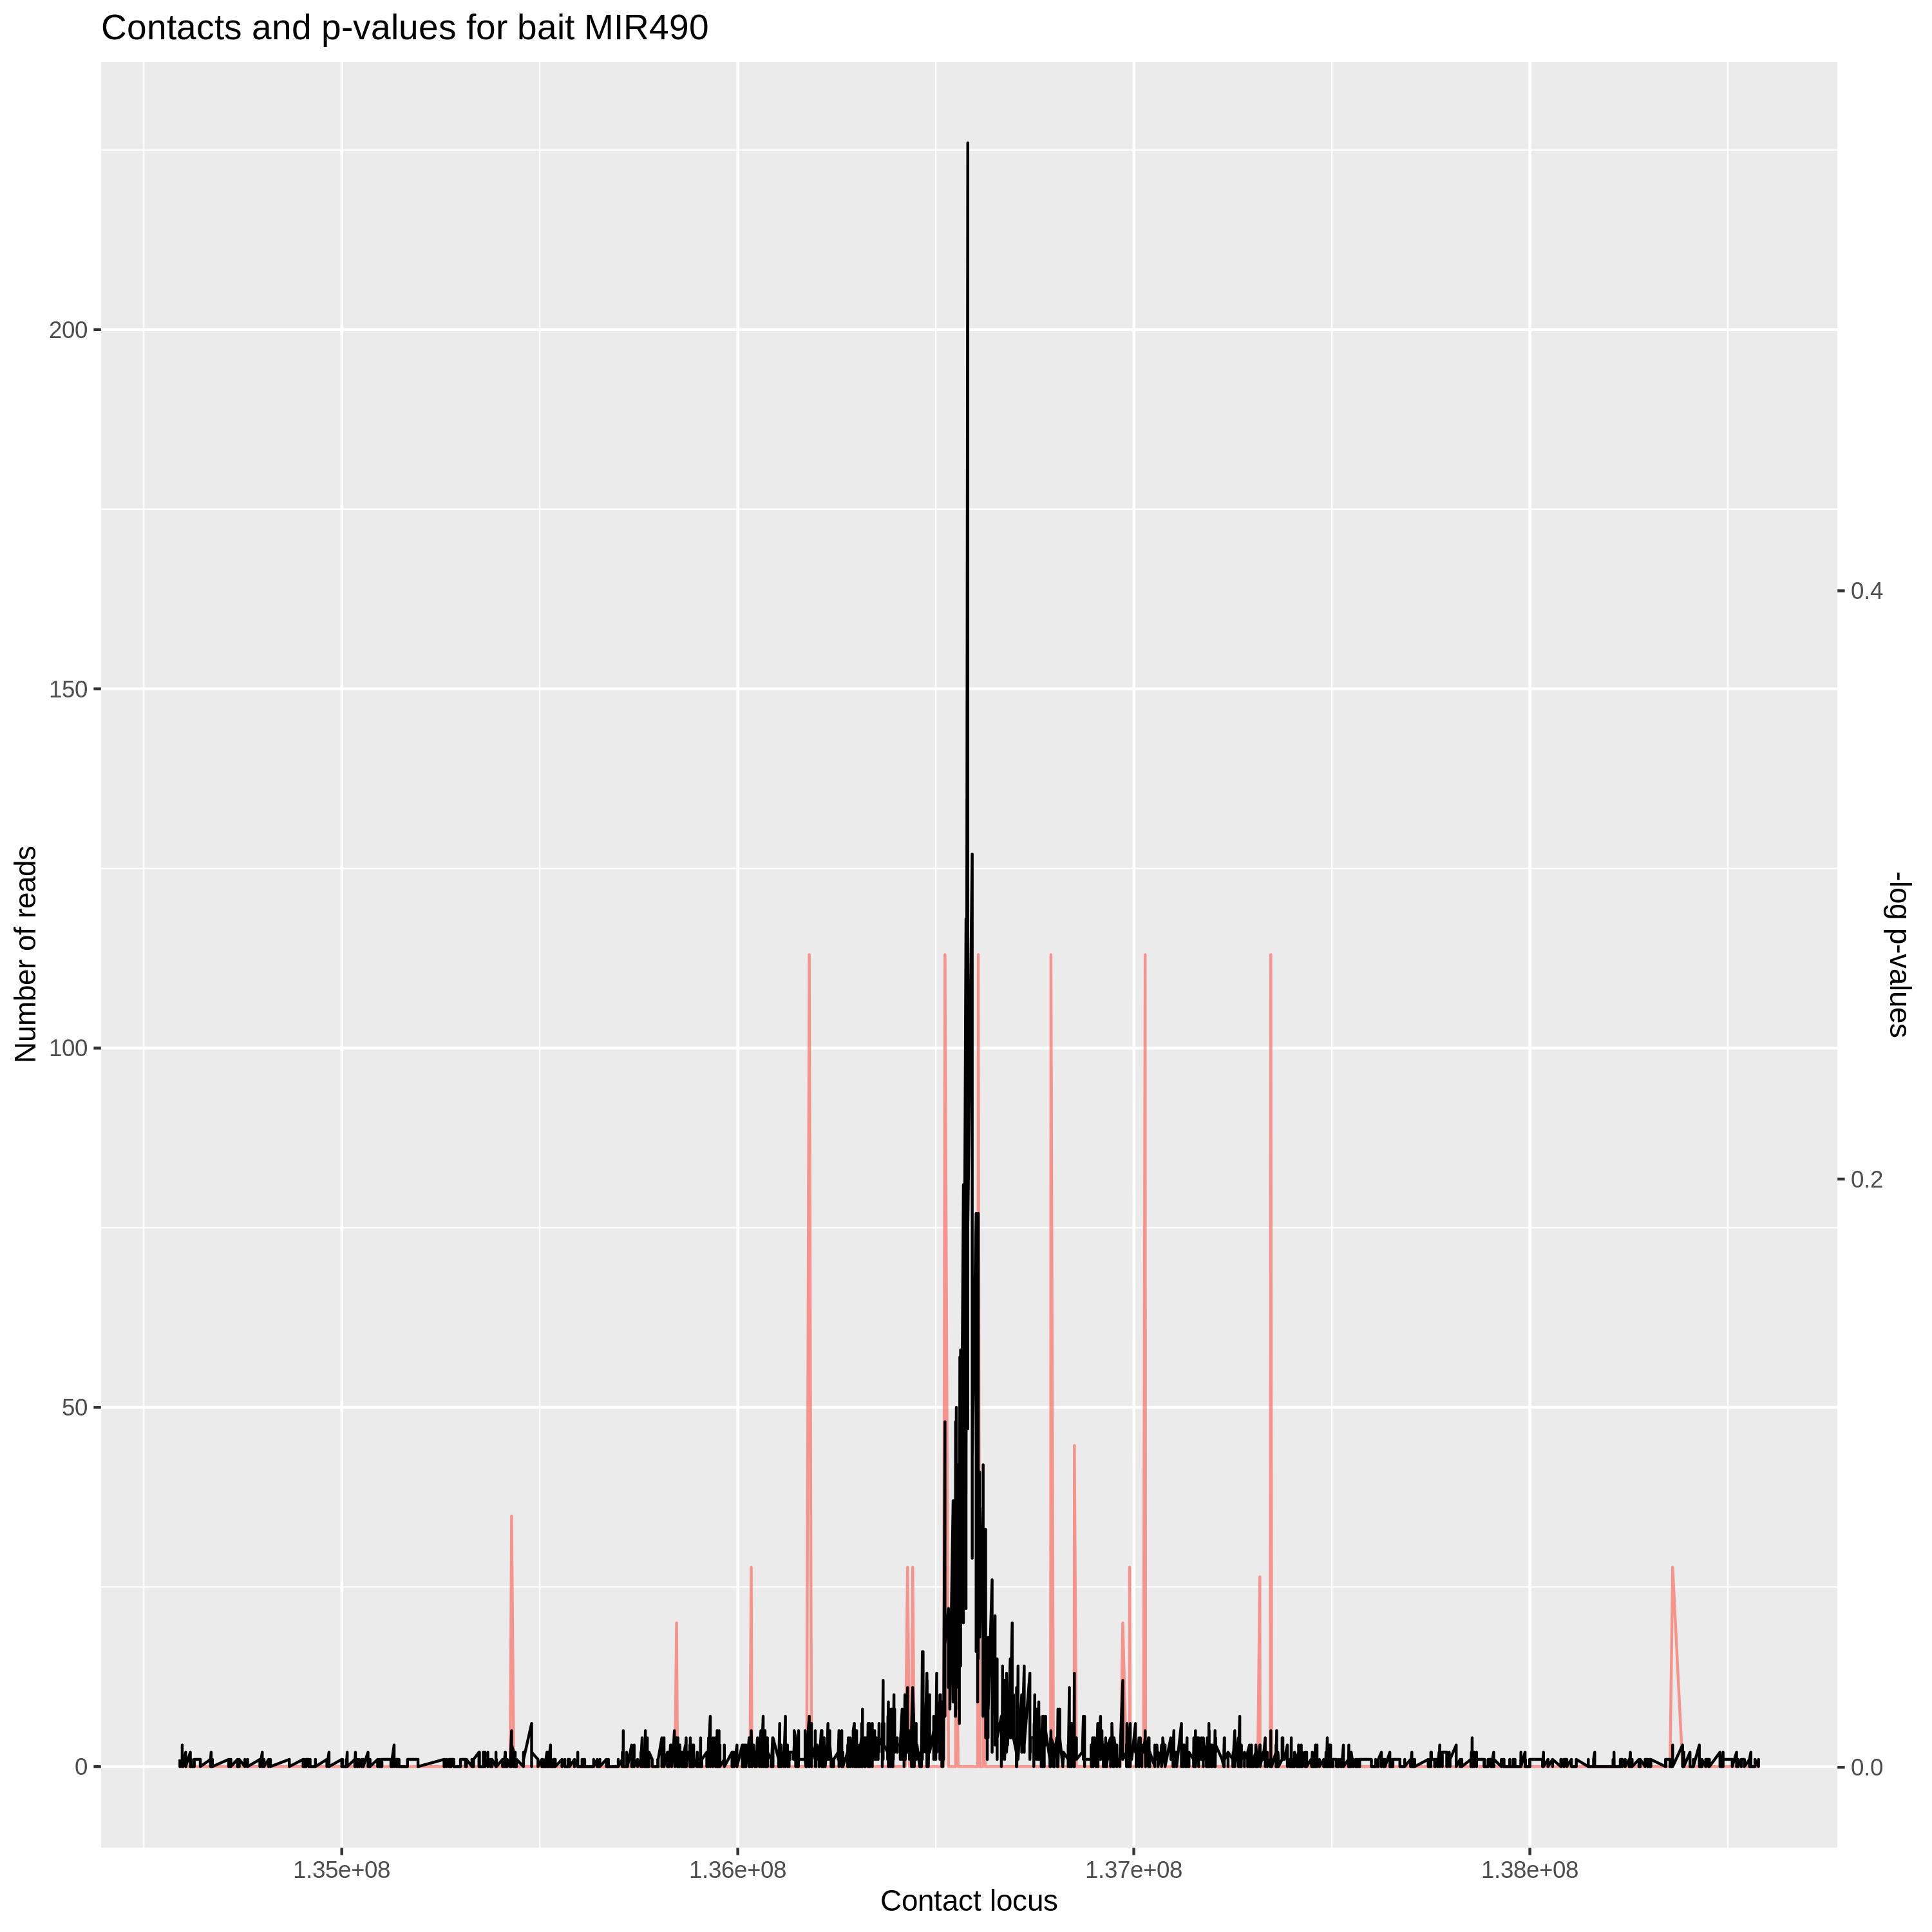 Contacts and p-values for bait MIR490
200
150
100
50
0
Number of reads
0.4
0.2
0.0
-log p-values
1.35e+08
1.36e+08
1.37e+08
1.38e+08
Contact locus